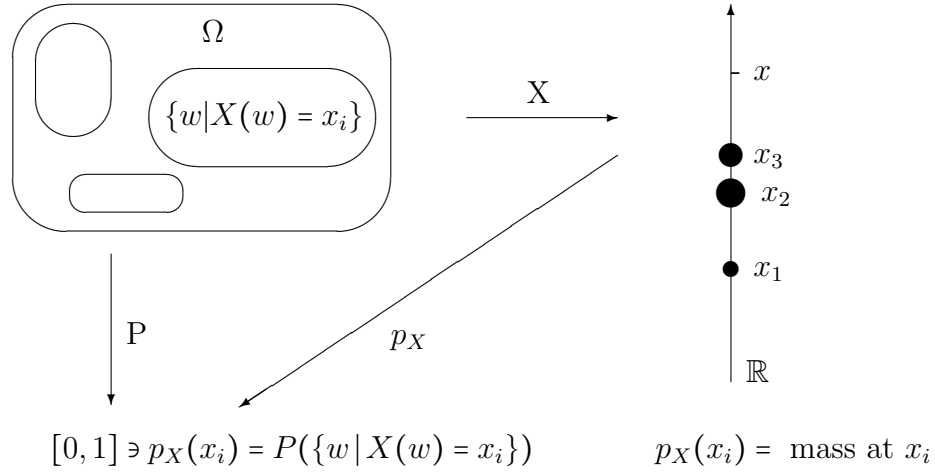 Ω
X
x
{w|X(w) = x_i}
x_3
x_2
x_1
P
p_X
ℝ
[0, 1] ∍ p_X(x_i) = P({w | X(w) = x_i})
p_X(x_i) = mass at x_i